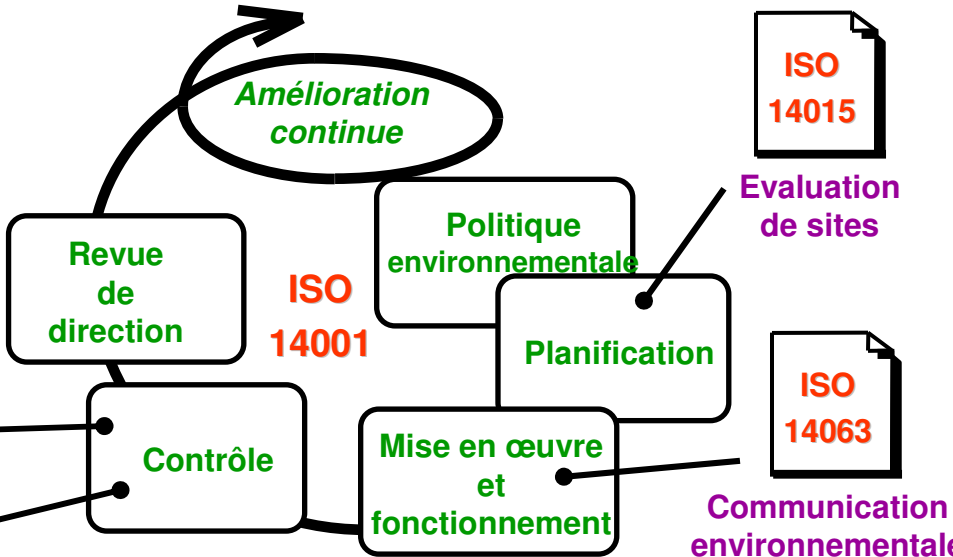 Amélioration
continue
ISO
14015
Evaluation
de sites
Politique
environnementale
Revue
de
direction
ISO
14001
Planification
ISO
14063
Contrôle
Mise en œuvre
et
fonctionnement
Communication
environnementale